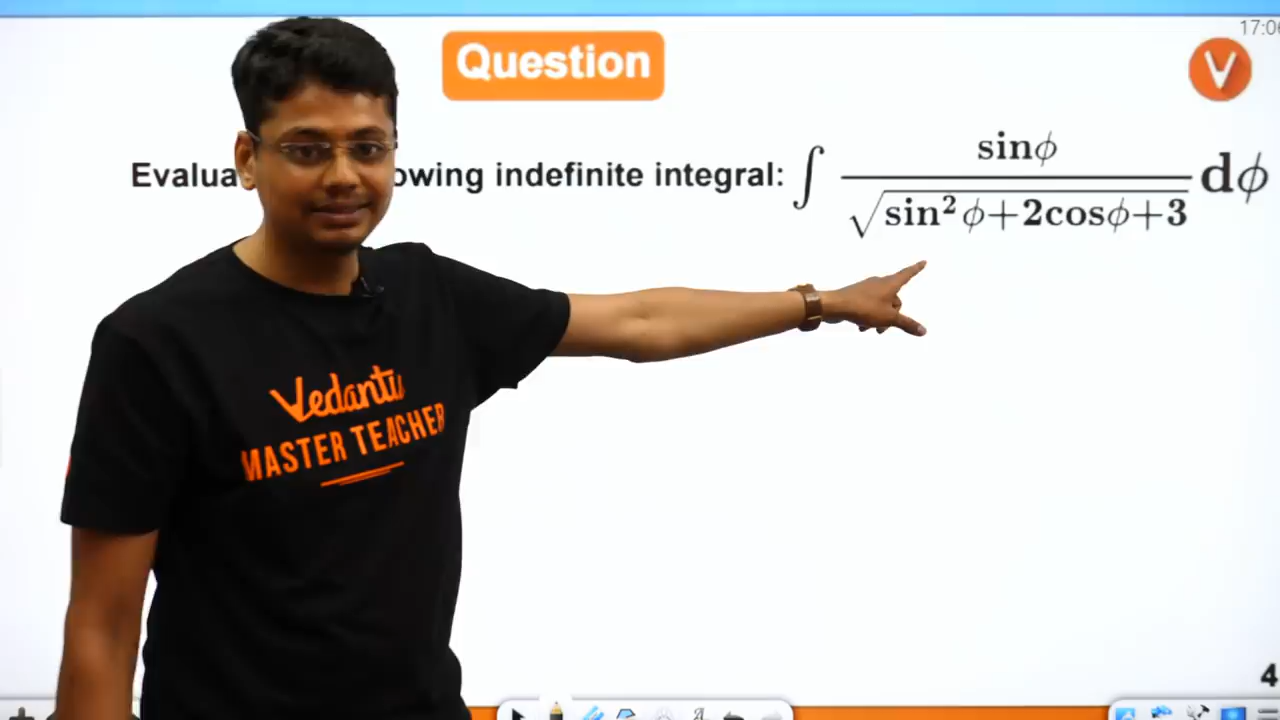 17:06
Question
V
Evalua owing indefinite integral: ∫ sinϕ / √(sin²ϕ+2cosϕ+3) dϕ
Vedantu
MASTER TEACHER
4